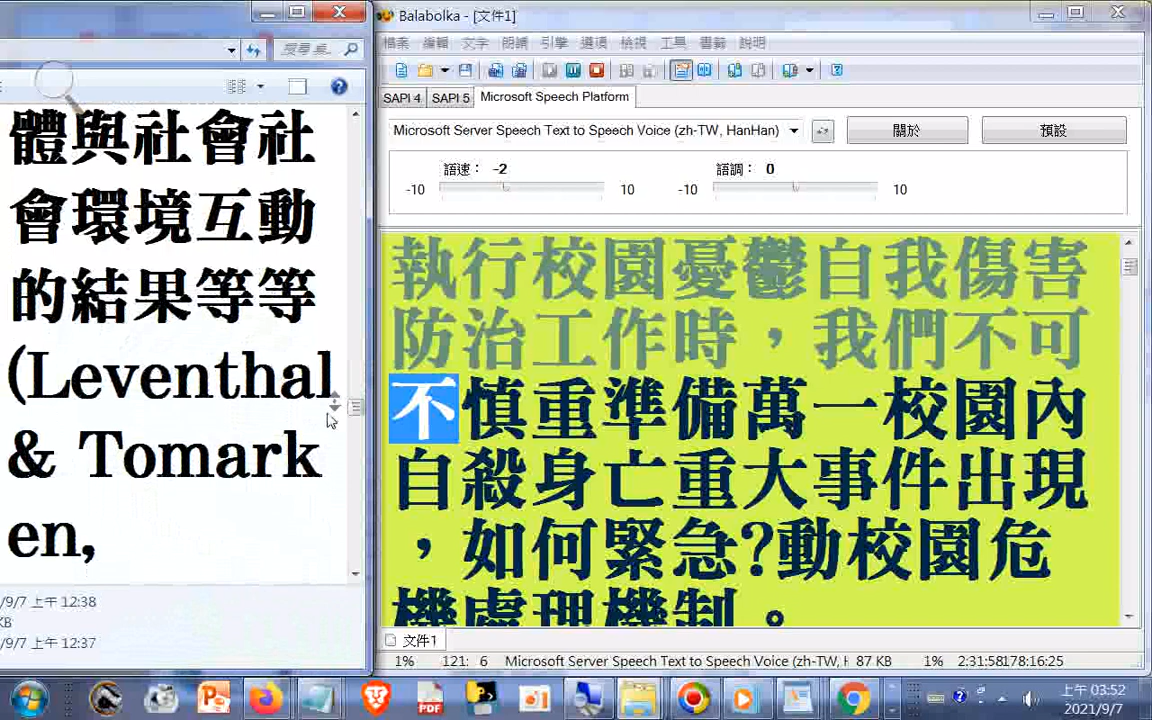 搜尋桌...
體與社會社
會環境互動
的結果等等
(Leventhal
& Tomark
en,
/9/7 上午 12:38
KB
/9/7 上午 12:37
Balabolka - [文件1]
檔案 編輯 文字 朗誦 引擎 選項 檢視 工具 書籤 說明
SAPI 4 SAPI 5 Microsoft Speech Platform
Microsoft Server Speech Text to Speech Voice (zh-TW, HanHan) 關於 預設
語速： -2 語調： 0
-10 10 -10 10
執行校園憂鬱自我傷害
防治工作時，我們不可
不慎重準備萬一校園內
自殺身亡重大事件出現
，如何緊急?動校園危
機處理機制。
文件1
1% 121: 6 Microsoft Server Speech Text to Speech Voice (zh-TW, H 87 KB 1% 2:31:58178:16:25
上午 03:52
2021/9/7